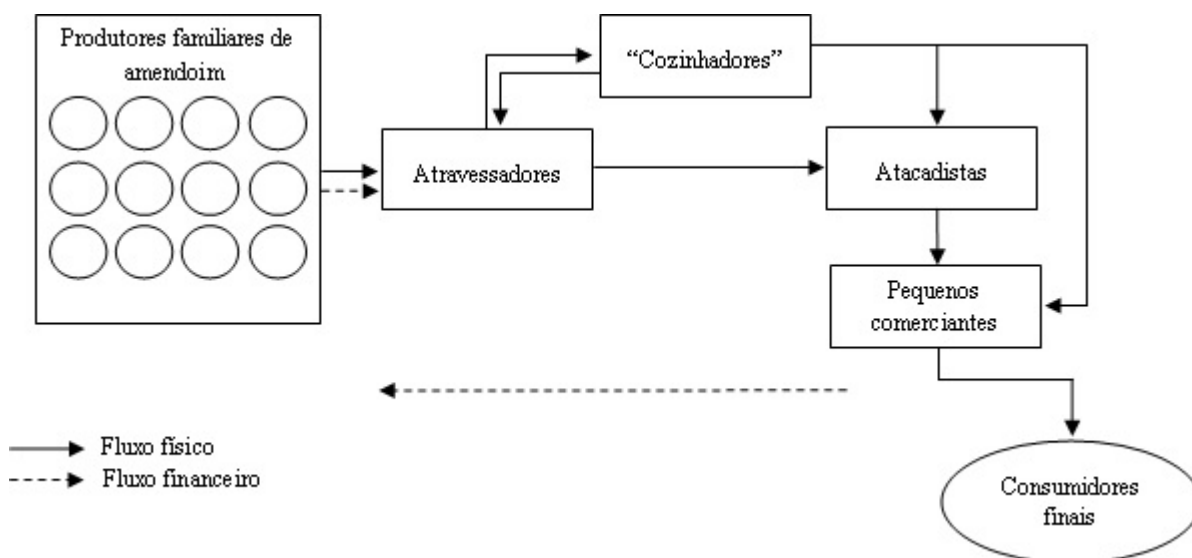 Produtores familiares de
amendoim
“Cozinhadores”
Atravessadores
Atacadistas
Pequenos
comerciantes
Fluxo físico
Fluxo financeiro
Consumidores
finais